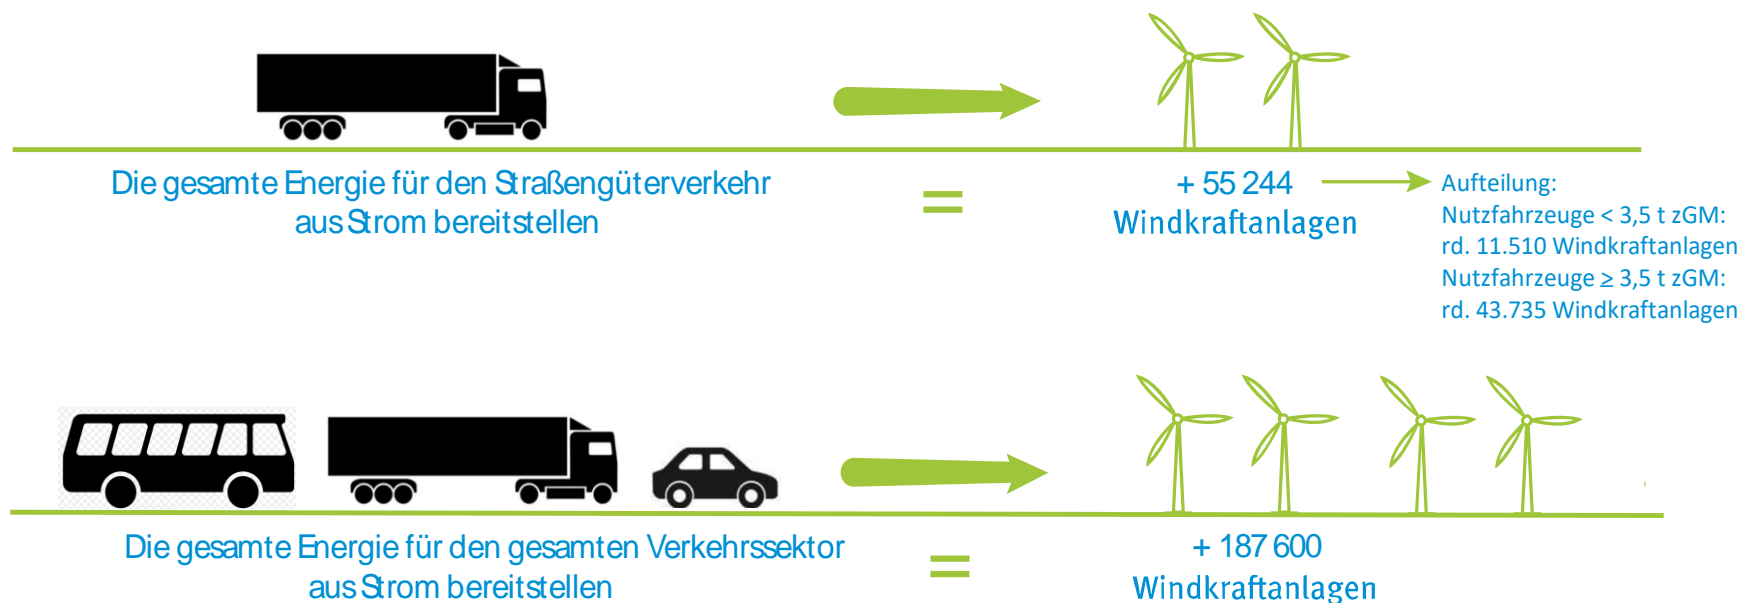 Die gesamte Energie für den Straßengüterverkehr
aus Strom bereitstellen
=
+ 55 244
Windkraftanlagen
Aufteilung:
Nutzfahrzeuge < 3,5 t zGM:
rd. 11.510 Windkraftanlagen
Nutzfahrzeuge ≥ 3,5 t zGM:
rd. 43.735 Windkraftanlagen
Die gesamte Energie für den gesamten Verkehrssektor
aus Strom bereitstellen
=
+ 187 600
Windkraftanlagen